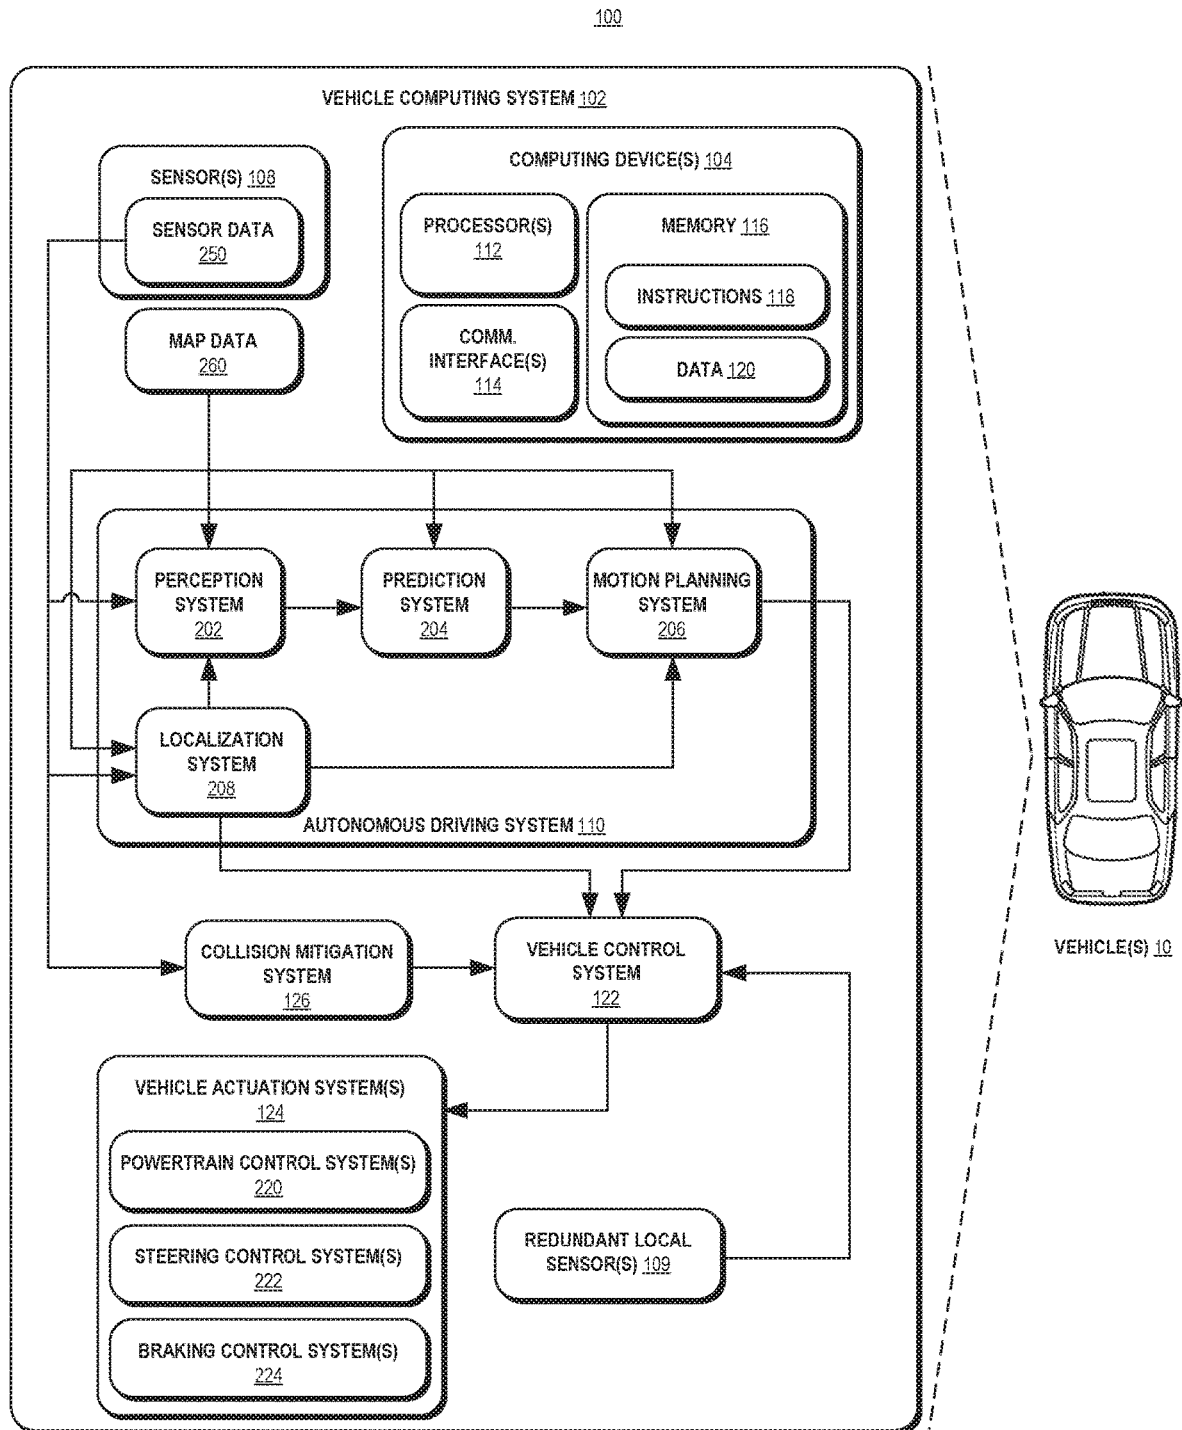 100
VEHICLE COMPUTING SYSTEM 102
SENSOR(S) 108
SENSOR DATA
250
MAP DATA
260
COMPUTING DEVICE(S) 104
PROCESSOR(S)
112
COMM.
INTERFACE(S)
114
MEMORY 116
INSTRUCTIONS 118
DATA 120
PERCEPTION
SYSTEM
202
PREDICTION
SYSTEM
204
MOTION PLANNING
SYSTEM
206
LOCALIZATION
SYSTEM
208
AUTONOMOUS DRIVING SYSTEM 110
COLLISION MITIGATION
SYSTEM
126
VEHICLE CONTROL
SYSTEM
122
VEHICLE(S) 10
VEHICLE ACTUATION SYSTEM(S)
124
POWERTRAIN CONTROL SYSTEM(S)
220
STEERING CONTROL SYSTEM(S)
222
BRAKING CONTROL SYSTEM(S)
224
REDUNDANT LOCAL
SENSOR(S) 109